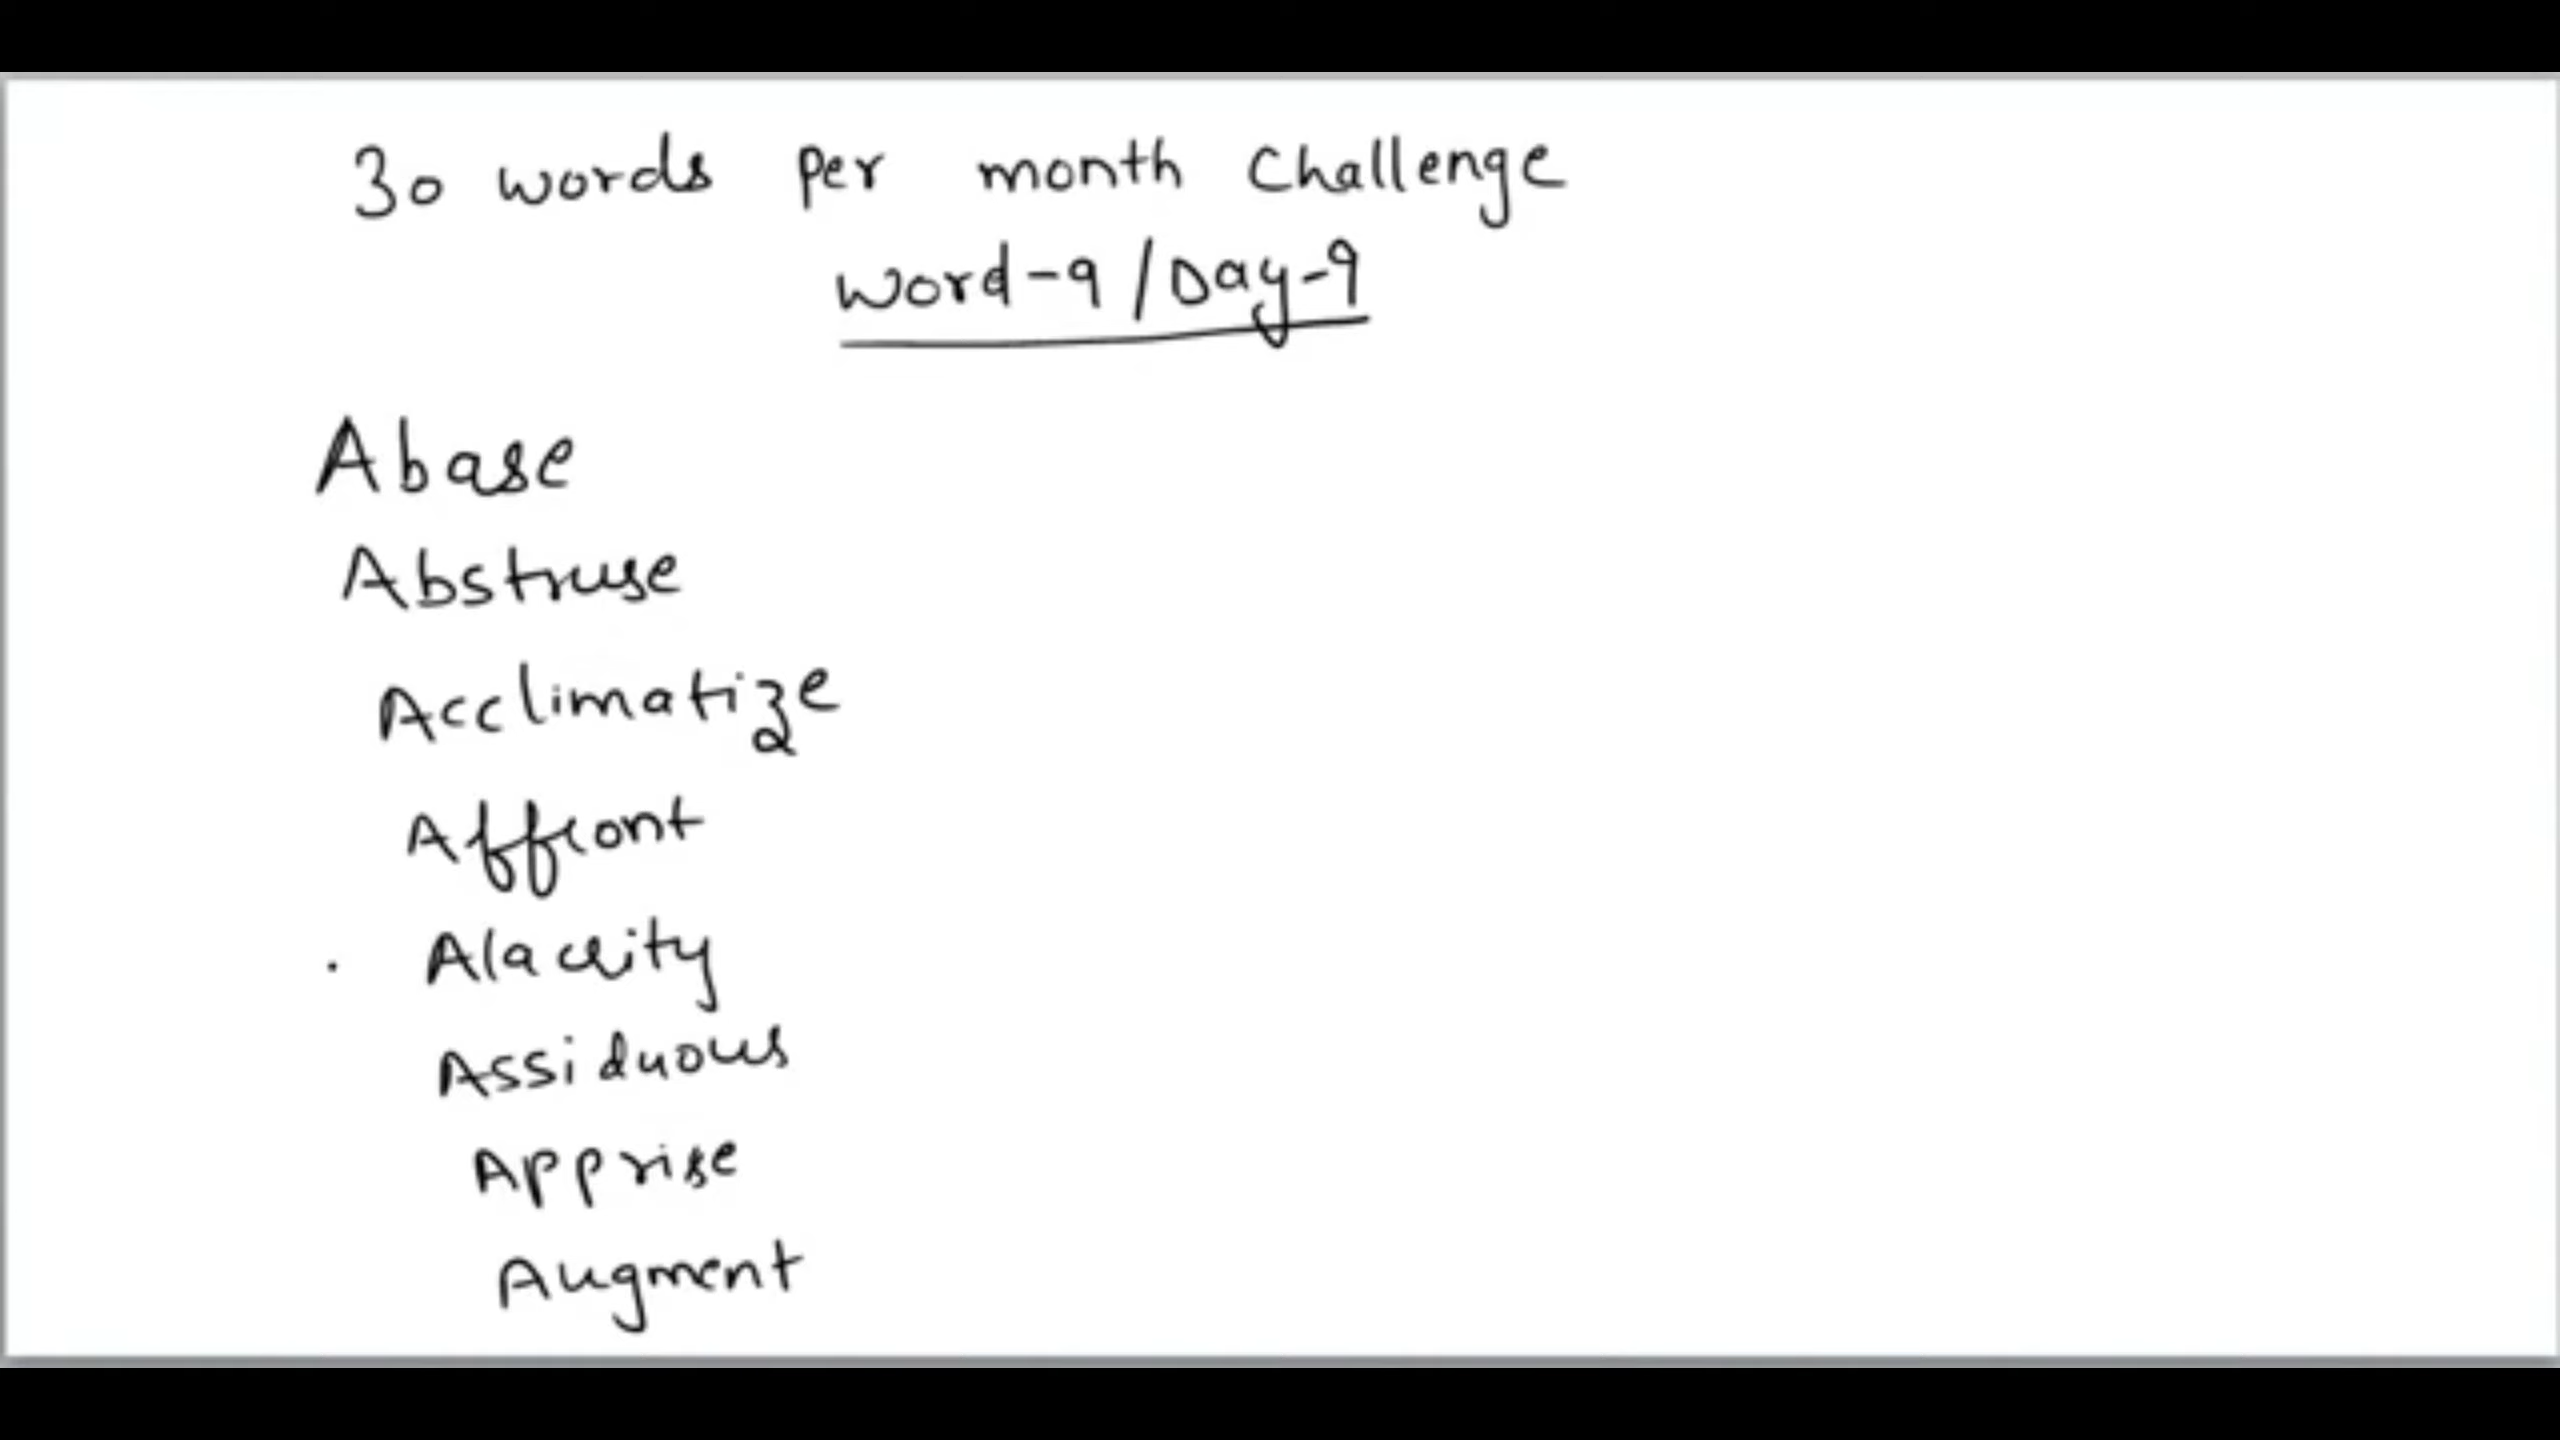 30 words Per month Challenge
Word-9/Day-9
Abase
Abstruse
Acclimatize
Affront
Alacrity
Assiduous
Apprise
Augment